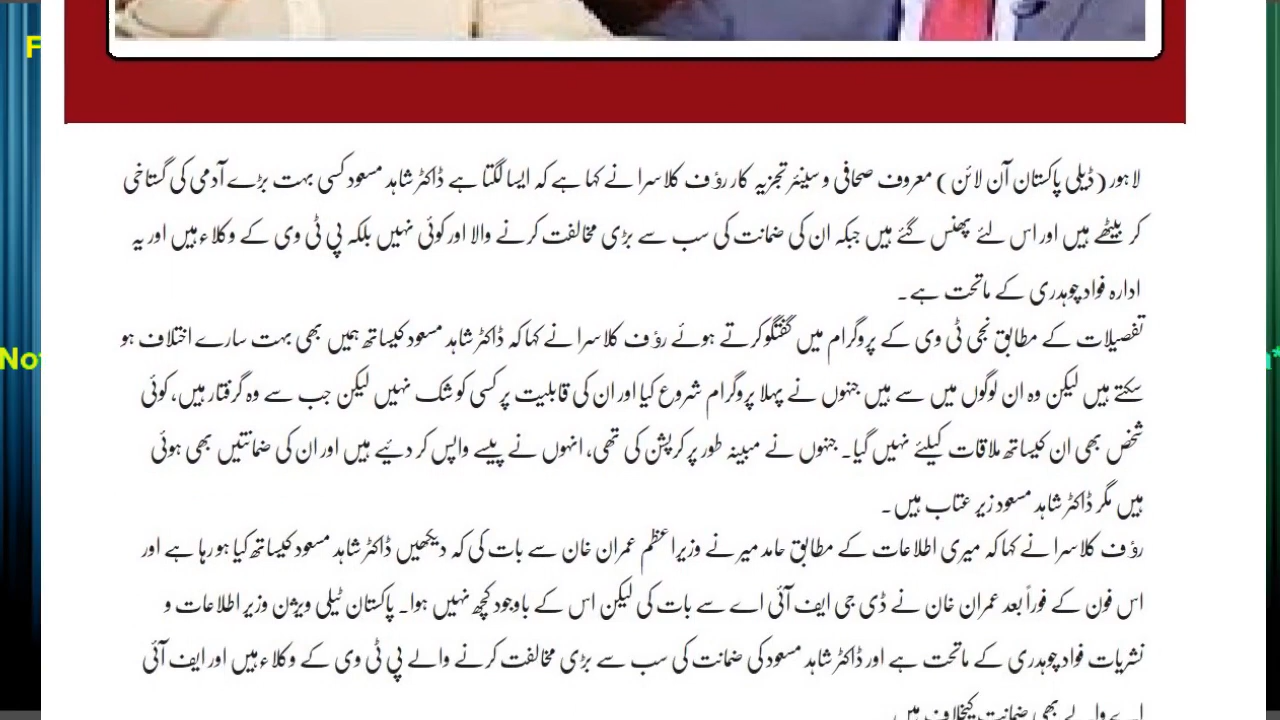 لاہور (ڈیلی پاکستان آن لائن) معروف صحافی و سینئر تجزیہ کار رؤف کلاسرا نے کہا ہے کہ ایسا لگتا ہے ڈاکٹر شاہد مسعود کسی بہت بڑے آدمی کی گستاخی
کر بیٹھے ہیں اور اس لئے پھنس گئے ہیں جبکہ ان کی ضمانت کی سب سے بڑی مخالفت کرنے والا اور کوئی نہیں بلکہ پی ٹی وی کے وکلاء ہیں اور یہ
ادارہ فواد چوہدری کے ماتحت ہے۔
تفصیلات کے مطابق نجی ٹی وی کے پروگرام میں گفتگو کرتے ہوئے رؤف کلاسرا نے کہا کہ ڈاکٹر شاہد مسعود کیساتھ ہمیں بھی بہت سارے اختلاف ہو
سکتے ہیں لیکن وہ ان لوگوں میں سے ہیں جنہوں نے پہلا پروگرام شروع کیا اور ان کی قابلیت پر کسی کو شک نہیں لیکن جب سے وہ گرفتار ہیں، کوئی
شخص بھی ان کیساتھ ملاقات کیلئے نہیں گیا۔ جنہوں نے مبینہ طور پر کرپشن کی تھی، انہوں نے پیسے واپس کر دئیے ہیں اور ان کی ضمانتیں بھی ہوئی
ہیں مگر ڈاکٹر شاہد مسعود زیر عتاب ہیں۔
رؤف کلاسرا نے کہا کہ میری اطلاعات کے مطابق حامد میر نے وزیراعظم عمران خان سے بات کی کہ دیکھیں ڈاکٹر شاہد مسعود کیساتھ کیا ہو رہا ہے اور
اس فون کے فوراً بعد عمران خان نے ڈی جی ایف آئی اے سے بات کی لیکن اس کے باوجود کچھ نہیں ہوا۔ پاکستان ٹیلی ویژن وزیر اطلاعات و
نشریات فواد چوہدری کے ماتحت ہے اور ڈاکٹر شاہد مسعود کی ضمانت کی سب سے بڑی مخالفت کرنے والے پی ٹی وی کے وکلاء ہیں اور ایف آئی
اے والے بھی ضمانت کیخلاف ہیں